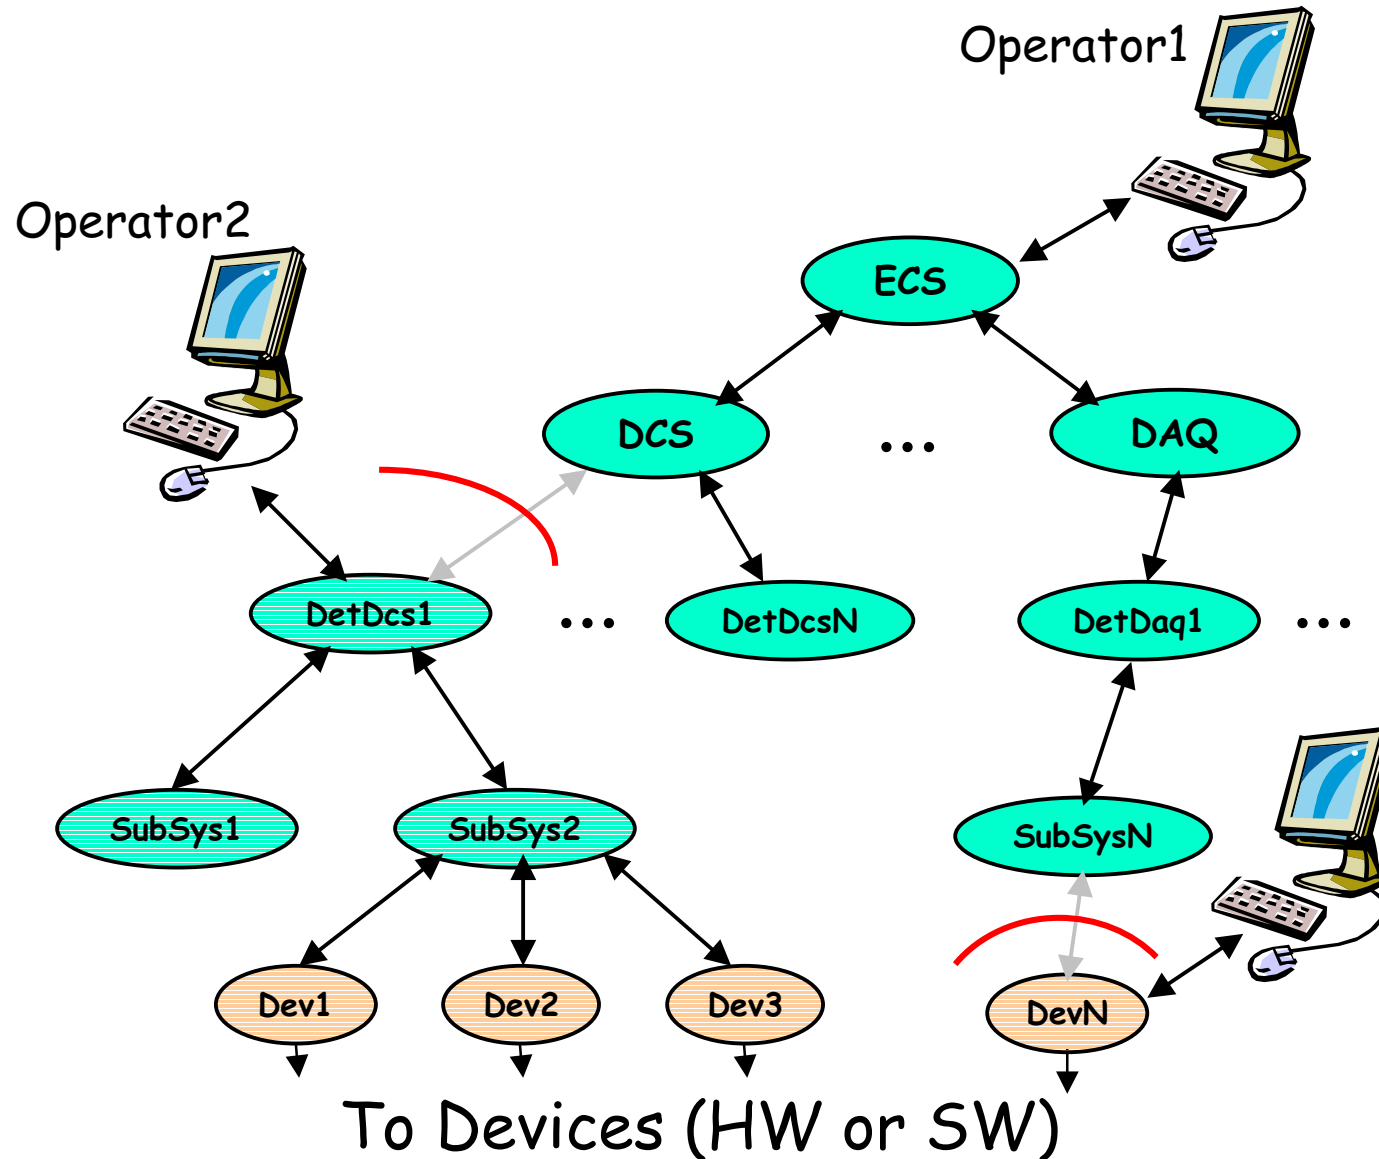 Operator1
Operator2
ECS
DCS
...
DAQ
DetDcs1
...
DetDcsN
DetDaq1
...
SubSys1
SubSys2
SubSysN
Dev1
Dev2
Dev3
DevN
To Devices (HW or SW)